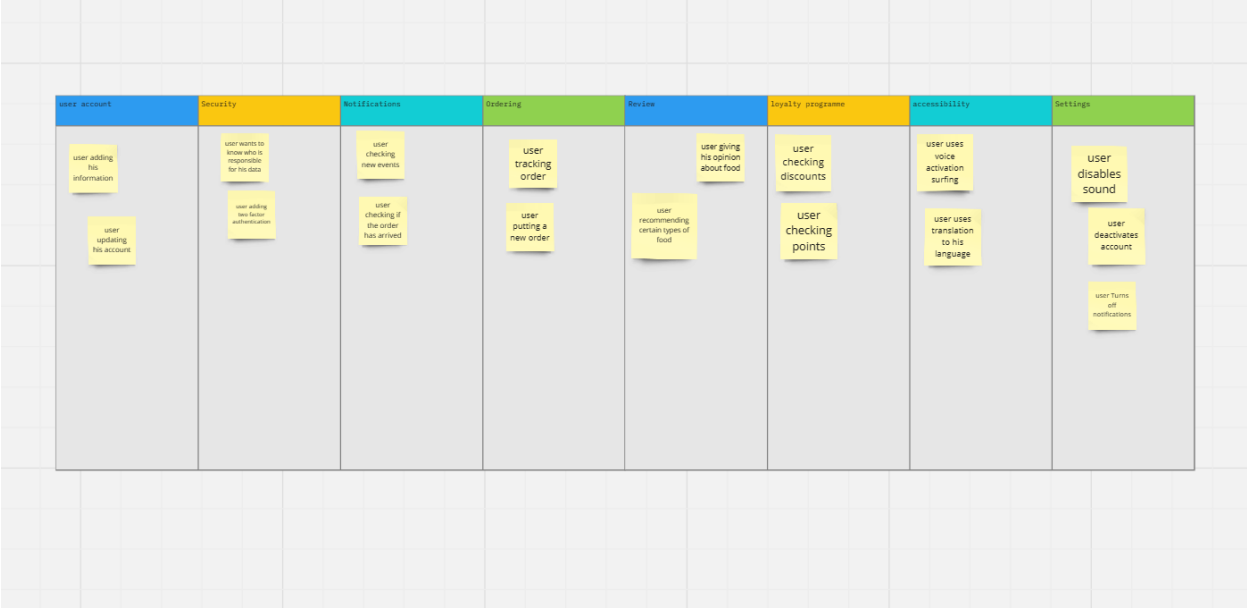 user account
Security
Notifications
Ordering
Review
loyalty programme
accessibility
Settings
user adding
his
information
user
updating
his account
user wants to
know who is
responsible
for his data
user adding
two factor
authentication
user
checking
new events
user
checking if
the order
has arrived
user
tracking
order
user
putting a
new order
user giving
his opinion
about food
user
recommending
certain types of
food
user
checking
discounts
user
checking
points
user uses
voice
activation
surfing
user uses
translation
to his
language
user
disables
sound
user
deactivates
account
user Turns
off
notifications